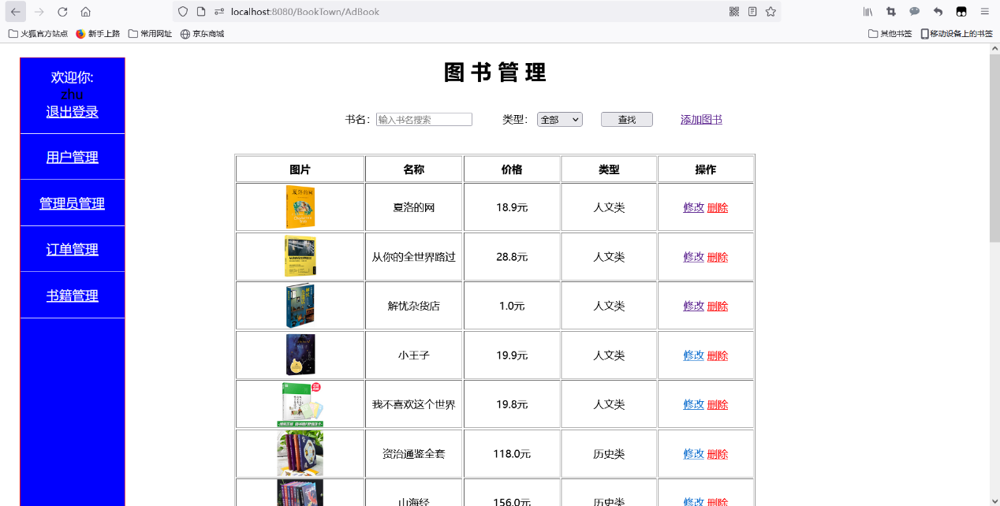 localhost:8080/BookTown/AdBook
火狐官方站点 新手上路 常用网址 京东商城 其他书签 移动设备上的书签
欢迎你:
zhu
退出登录
用户管理
管理员管理
订单管理
书籍管理
图书管理
书名: 输入书名搜索 类型: 全部 查找 添加图书
图片 名称 价格 类型 操作
夏洛的网 夏洛的网 18.9元 人文类 修改 删除
从你的全世界路过 28.8元 人文类 修改 删除
解忧杂货店 1.0元 人文类 修改 删除
小王子 19.9元 人文类 修改 删除
我不喜欢这个世界 19.8元 人文类 修改 删除
资治通鉴全套 118.0元 历史类 修改 删除
山海经 156.0元 历史类 修改 删除